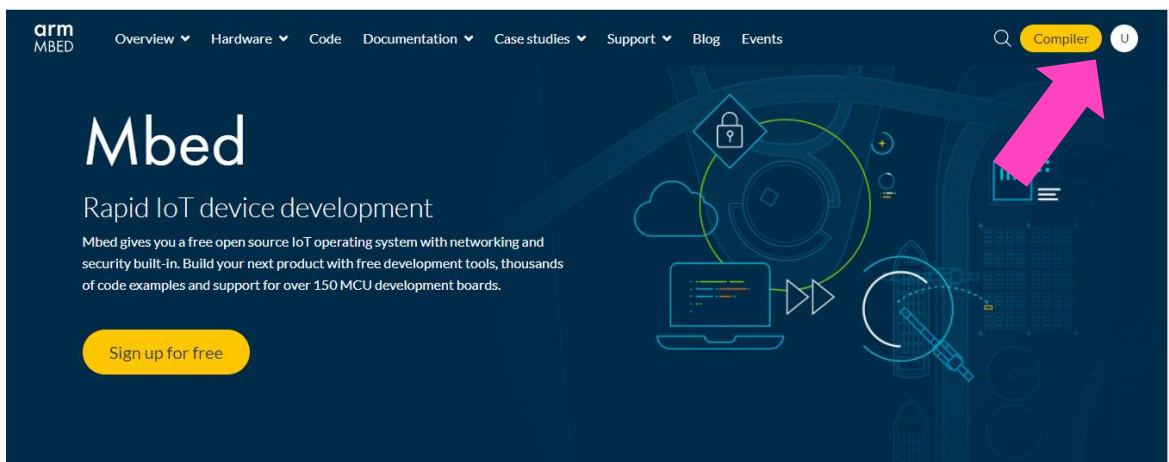 arm
MBED
Overview Hardware Code Documentation Case studies Support Blog Events
Compiler U
Mbed
Rapid IoT device development
Mbed gives you a free open source IoT operating system with networking and
security built-in. Build your next product with free development tools, thousands
of code examples and support for over 150 MCU development boards.
Sign up for free